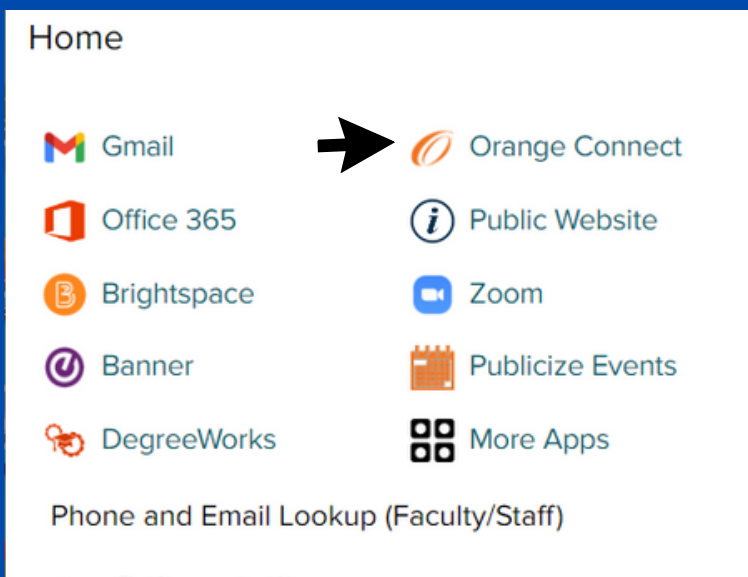 Home
Gmail
Orange Connect
Office 365
Public Website
Brightspace
Zoom
Banner
Publicize Events
DegreeWorks
More Apps
Phone and Email Lookup (Faculty/Staff)